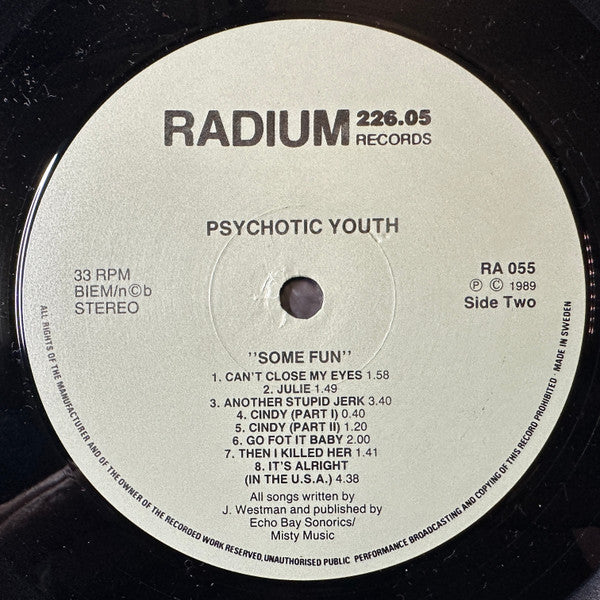 RADIUM 226.05
RECORDS
PSYCHOTIC YOUTH
33 RPM
BIEM/n©b
STEREO
RA 055
Ⓟ © 1989
Side Two
"SOME FUN"
1. CAN'T CLOSE MY EYES 1.58
2. JULIE 1.49
3. ANOTHER STUPID JERK 3.40
4. CINDY (PART I) 0.40
5. CINDY (PART II) 1.20
6. GO FOT IT BABY 2.00
7. THEN I KILLED HER 1.41
8. IT'S ALRIGHT
(IN THE U.S.A.) 4.38
All songs written by
J. Westman and published by
Echo Bay Sonorics/
Misty Music
ALL RIGHTS OF THE MANUFACTURER AND OF THE OWNER OF THE RECORDED WORK RESERVED. UNAUTHORISED PUBLIC PERFORMANCE BROADCASTING AND COPYING OF THIS RECORD PROHIBITED · MADE IN SWEDEN